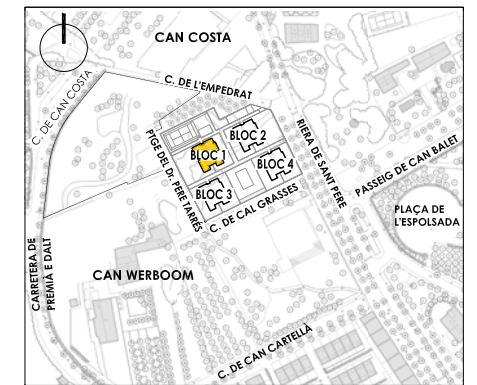 CAN COSTA
C. DE CAN COSTA
C. DE L'EMPEDRAT
PTGE DEL Dr. PERE TARRÉS
BLOC 1
BLOC 2
BLOC 3
BLOC 4
RIERA DE SANT PERE
PASSEIG DE CAN BALET
PLAÇA DE
L'ESPOLSADA
C. DE CAL GRASSES
CARRETERA DE
PREMIÀ E DALT
CAN WERBOOM
C. DE CAN CARTELLÀ